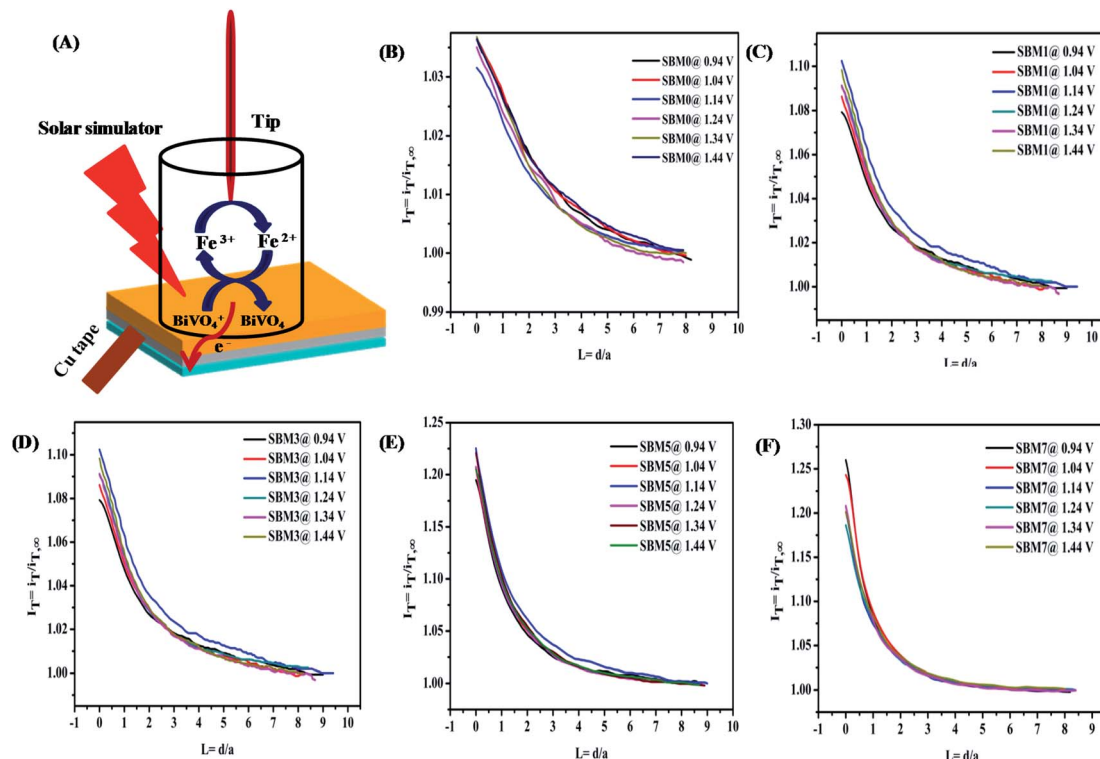 (A)
Solar simulator
Tip
Fe3+
Fe2+
BiVO4+
BiVO4
e-
Cu tape
(B)
SBM0@ 0.94 V
SBM0@ 1.04 V
SBM0@ 1.14 V
SBM0@ 1.24 V
SBM0@ 1.34 V
SBM0@ 1.44 V
IT= iT/iT,∞
1.03
1.02
1.01
1.00
0.99
-1 0 1 2 3 4 5 6 7 8 9 10
L= d/a
(C)
SBM1@ 0.94 V
SBM1@ 1.04 V
SBM1@ 1.14 V
SBM1@ 1.24 V
SBM1@ 1.34 V
SBM1@ 1.44 V
IT= iT/iT,∞
1.10
1.08
1.06
1.04
1.02
1.00
-1 0 1 2 3 4 5 6 7 8 9 10
L= d/a
(D)
SBM3@ 0.94 V
SBM3@ 1.04 V
SBM3@ 1.14 V
SBM3@ 1.24 V
SBM3@ 1.34 V
SBM3@ 1.44 V
IT= iT/iT,∞
1.10
1.08
1.06
1.04
1.02
1.00
-1 0 1 2 3 4 5 6 7 8 9 10
L= d/a
(E)
SBM5@ 0.94 V
SBM5@ 1.04 V
SBM5@ 1.14 V
SBM5@ 1.24 V
SBM5@ 1.34 V
SBM5@ 1.44 V
IT= iT/iT,∞
1.25
1.20
1.15
1.10
1.05
1.00
-1 0 1 2 3 4 5 6 7 8 9 10
L= d/a
(F)
SBM7@ 0.94 V
SBM7@ 1.04 V
SBM7@ 1.14 V
SBM7@ 1.24 V
SBM7@ 1.34 V
SBM7@ 1.44 V
IT= iT/iT,∞
1.30
1.25
1.20
1.15
1.10
1.05
1.00
-1 0 1 2 3 4 5 6 7 8 9 10
L= d/a